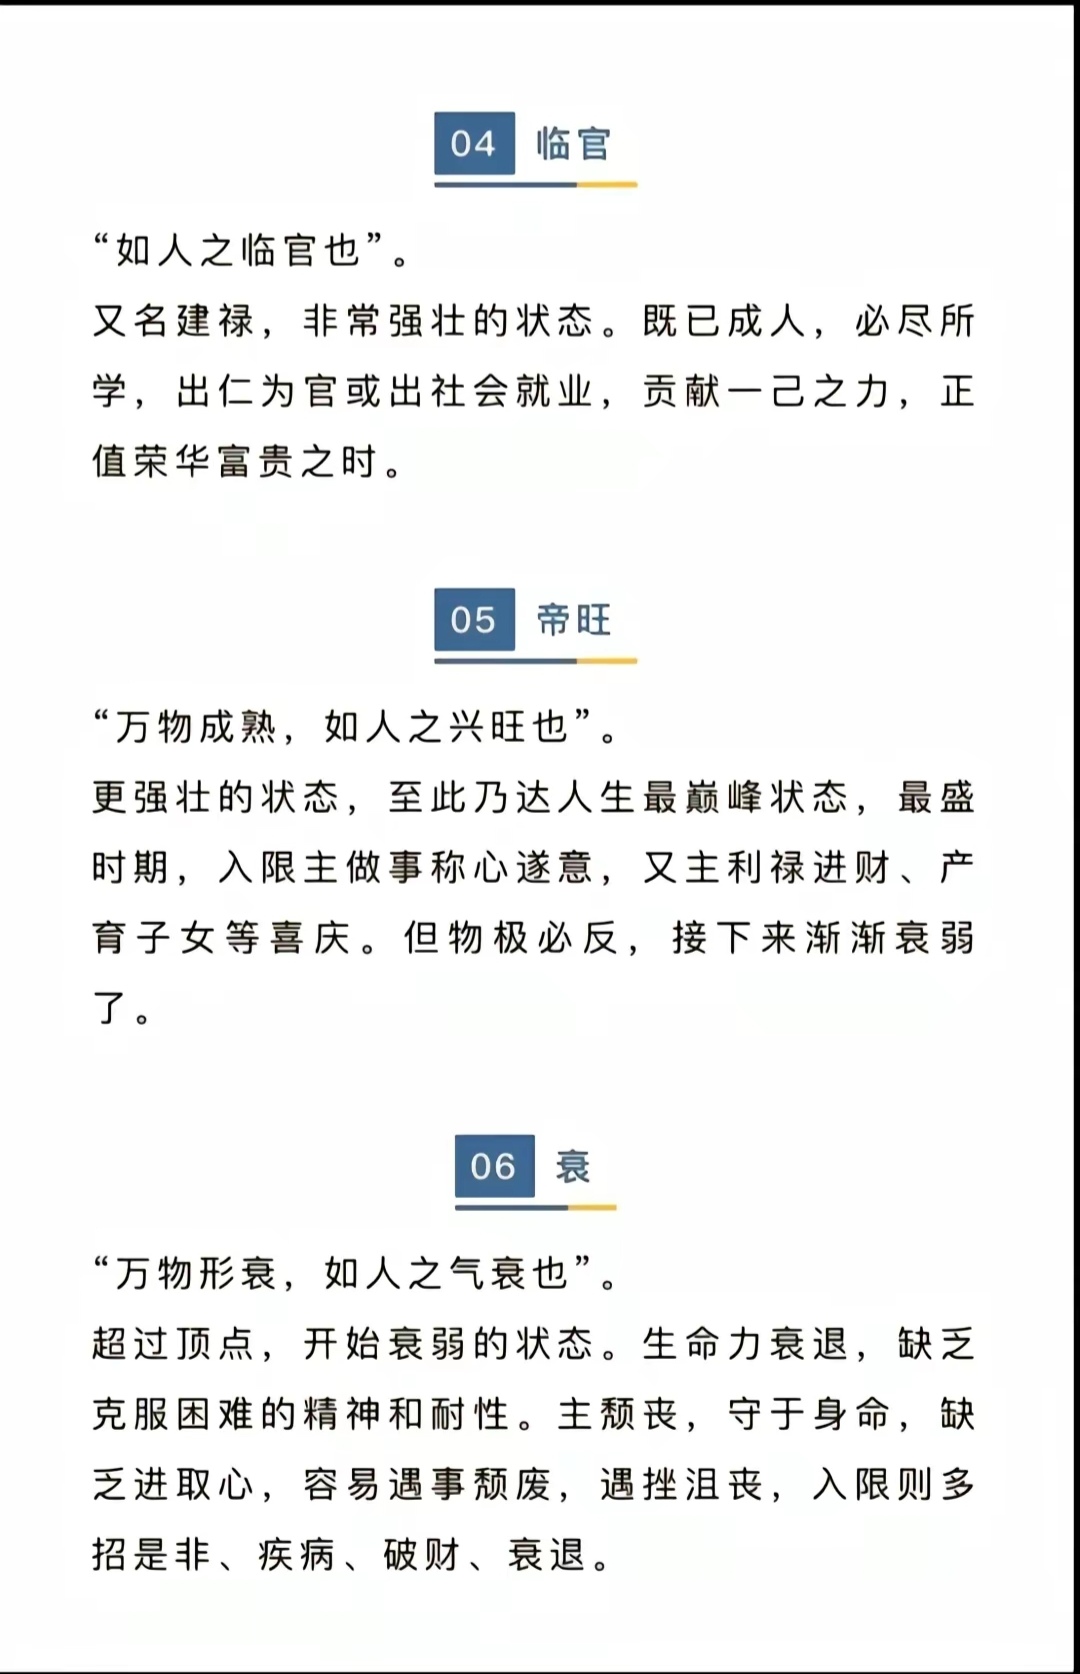 04 临官
“如人之临官也”。
又名建禄，非常强壮的状态。既已成人，必尽所
学，出仁为官或出社会就业，贡献一己之力，正
值荣华富贵之时。
05 帝旺
“万物成熟，如人之兴旺也”。
更强壮的状态，至此乃达人生最巅峰状态，最盛
时期，入限主做事称心遂意，又主利禄进财、产
育子女等喜庆。但物极必反，接下来渐渐衰弱
了。
06 衰
“万物形衰，如人之气衰也”。
超过顶点，开始衰弱的状态。生命力衰退，缺乏
克服困难的精神和耐性。主颓丧，守于身命，缺
乏进取心，容易遇事颓废，遇挫沮丧，入限则多
招是非、疾病、破财、衰退。